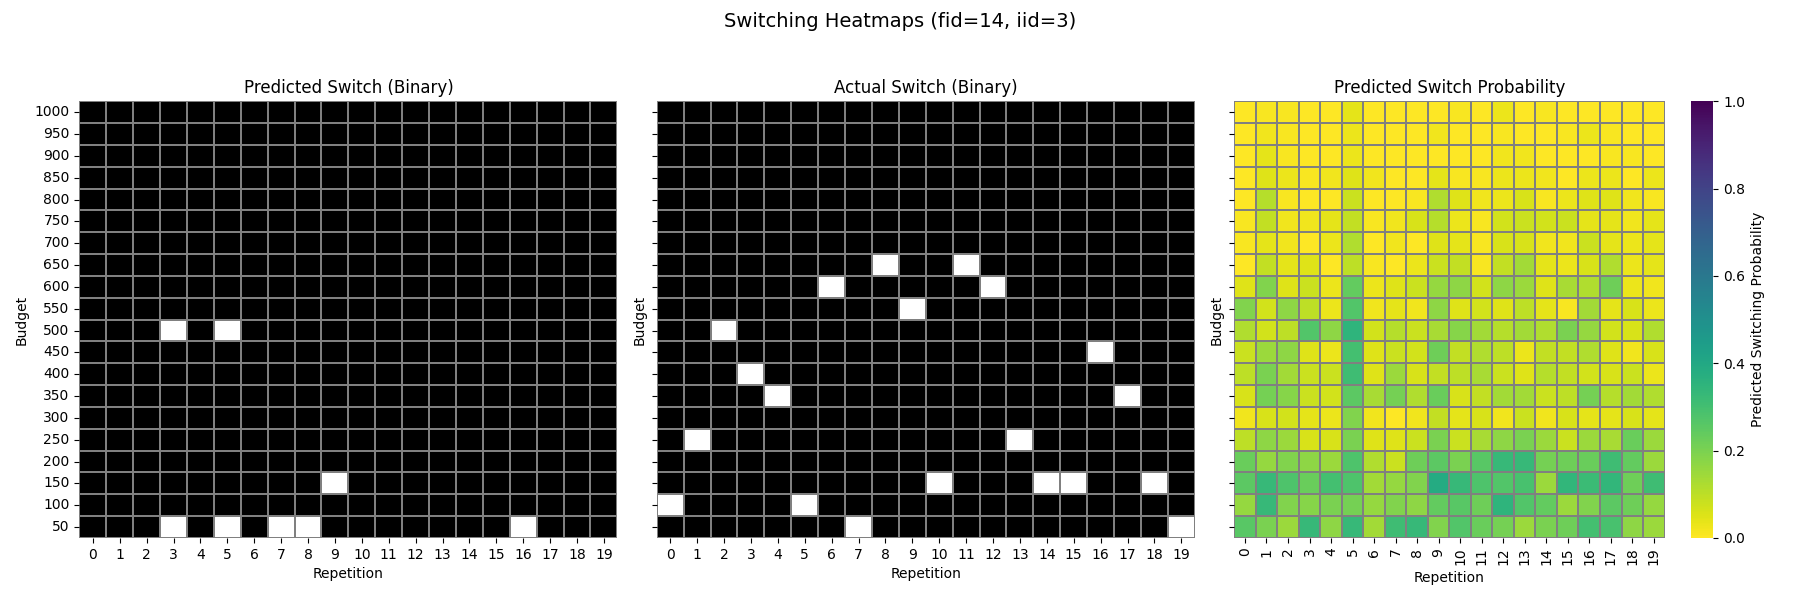 Switching Heatmaps (fid=14, iid=3)
Predicted Switch (Binary)
Budget
1000
950
900
850
800
750
700
650
600
550
500
450
400
350
300
250
200
150
100
50
0 1 2 3 4 5 6 7 8 9 10 11 12 13 14 15 16 17 18 19
Repetition
Actual Switch (Binary)
Budget
0 1 2 3 4 5 6 7 8 9 10 11 12 13 14 15 16 17 18 19
Repetition
Predicted Switch Probability
Budget
0 1 2 3 4 5 6 7 8 9 10 11 12 13 14 15 16 17 18 19
Repetition
1.0
0.8
0.6
0.4
0.2
0.0
Predicted Switching Probability